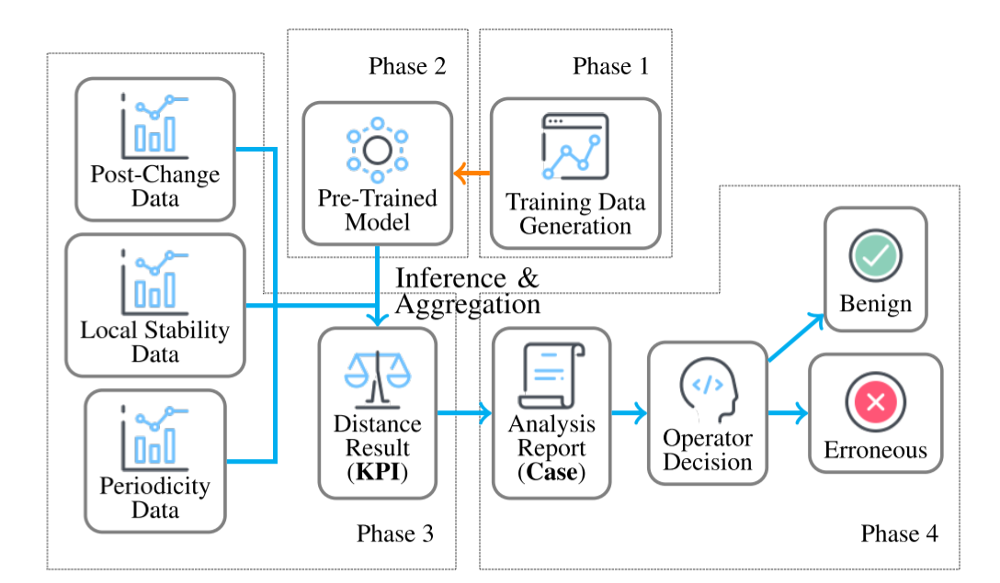 Phase 2
Phase 1
Post-Change
Data
Pre-Trained
Model
Training Data
Generation
Local Stability
Data
Inference &
Aggregation
Periodicity
Data
Distance
Result
(KPI)
Phase 3
Analysis
Report
(Case)
Operator
Decision
Benign
Erroneous
Phase 4